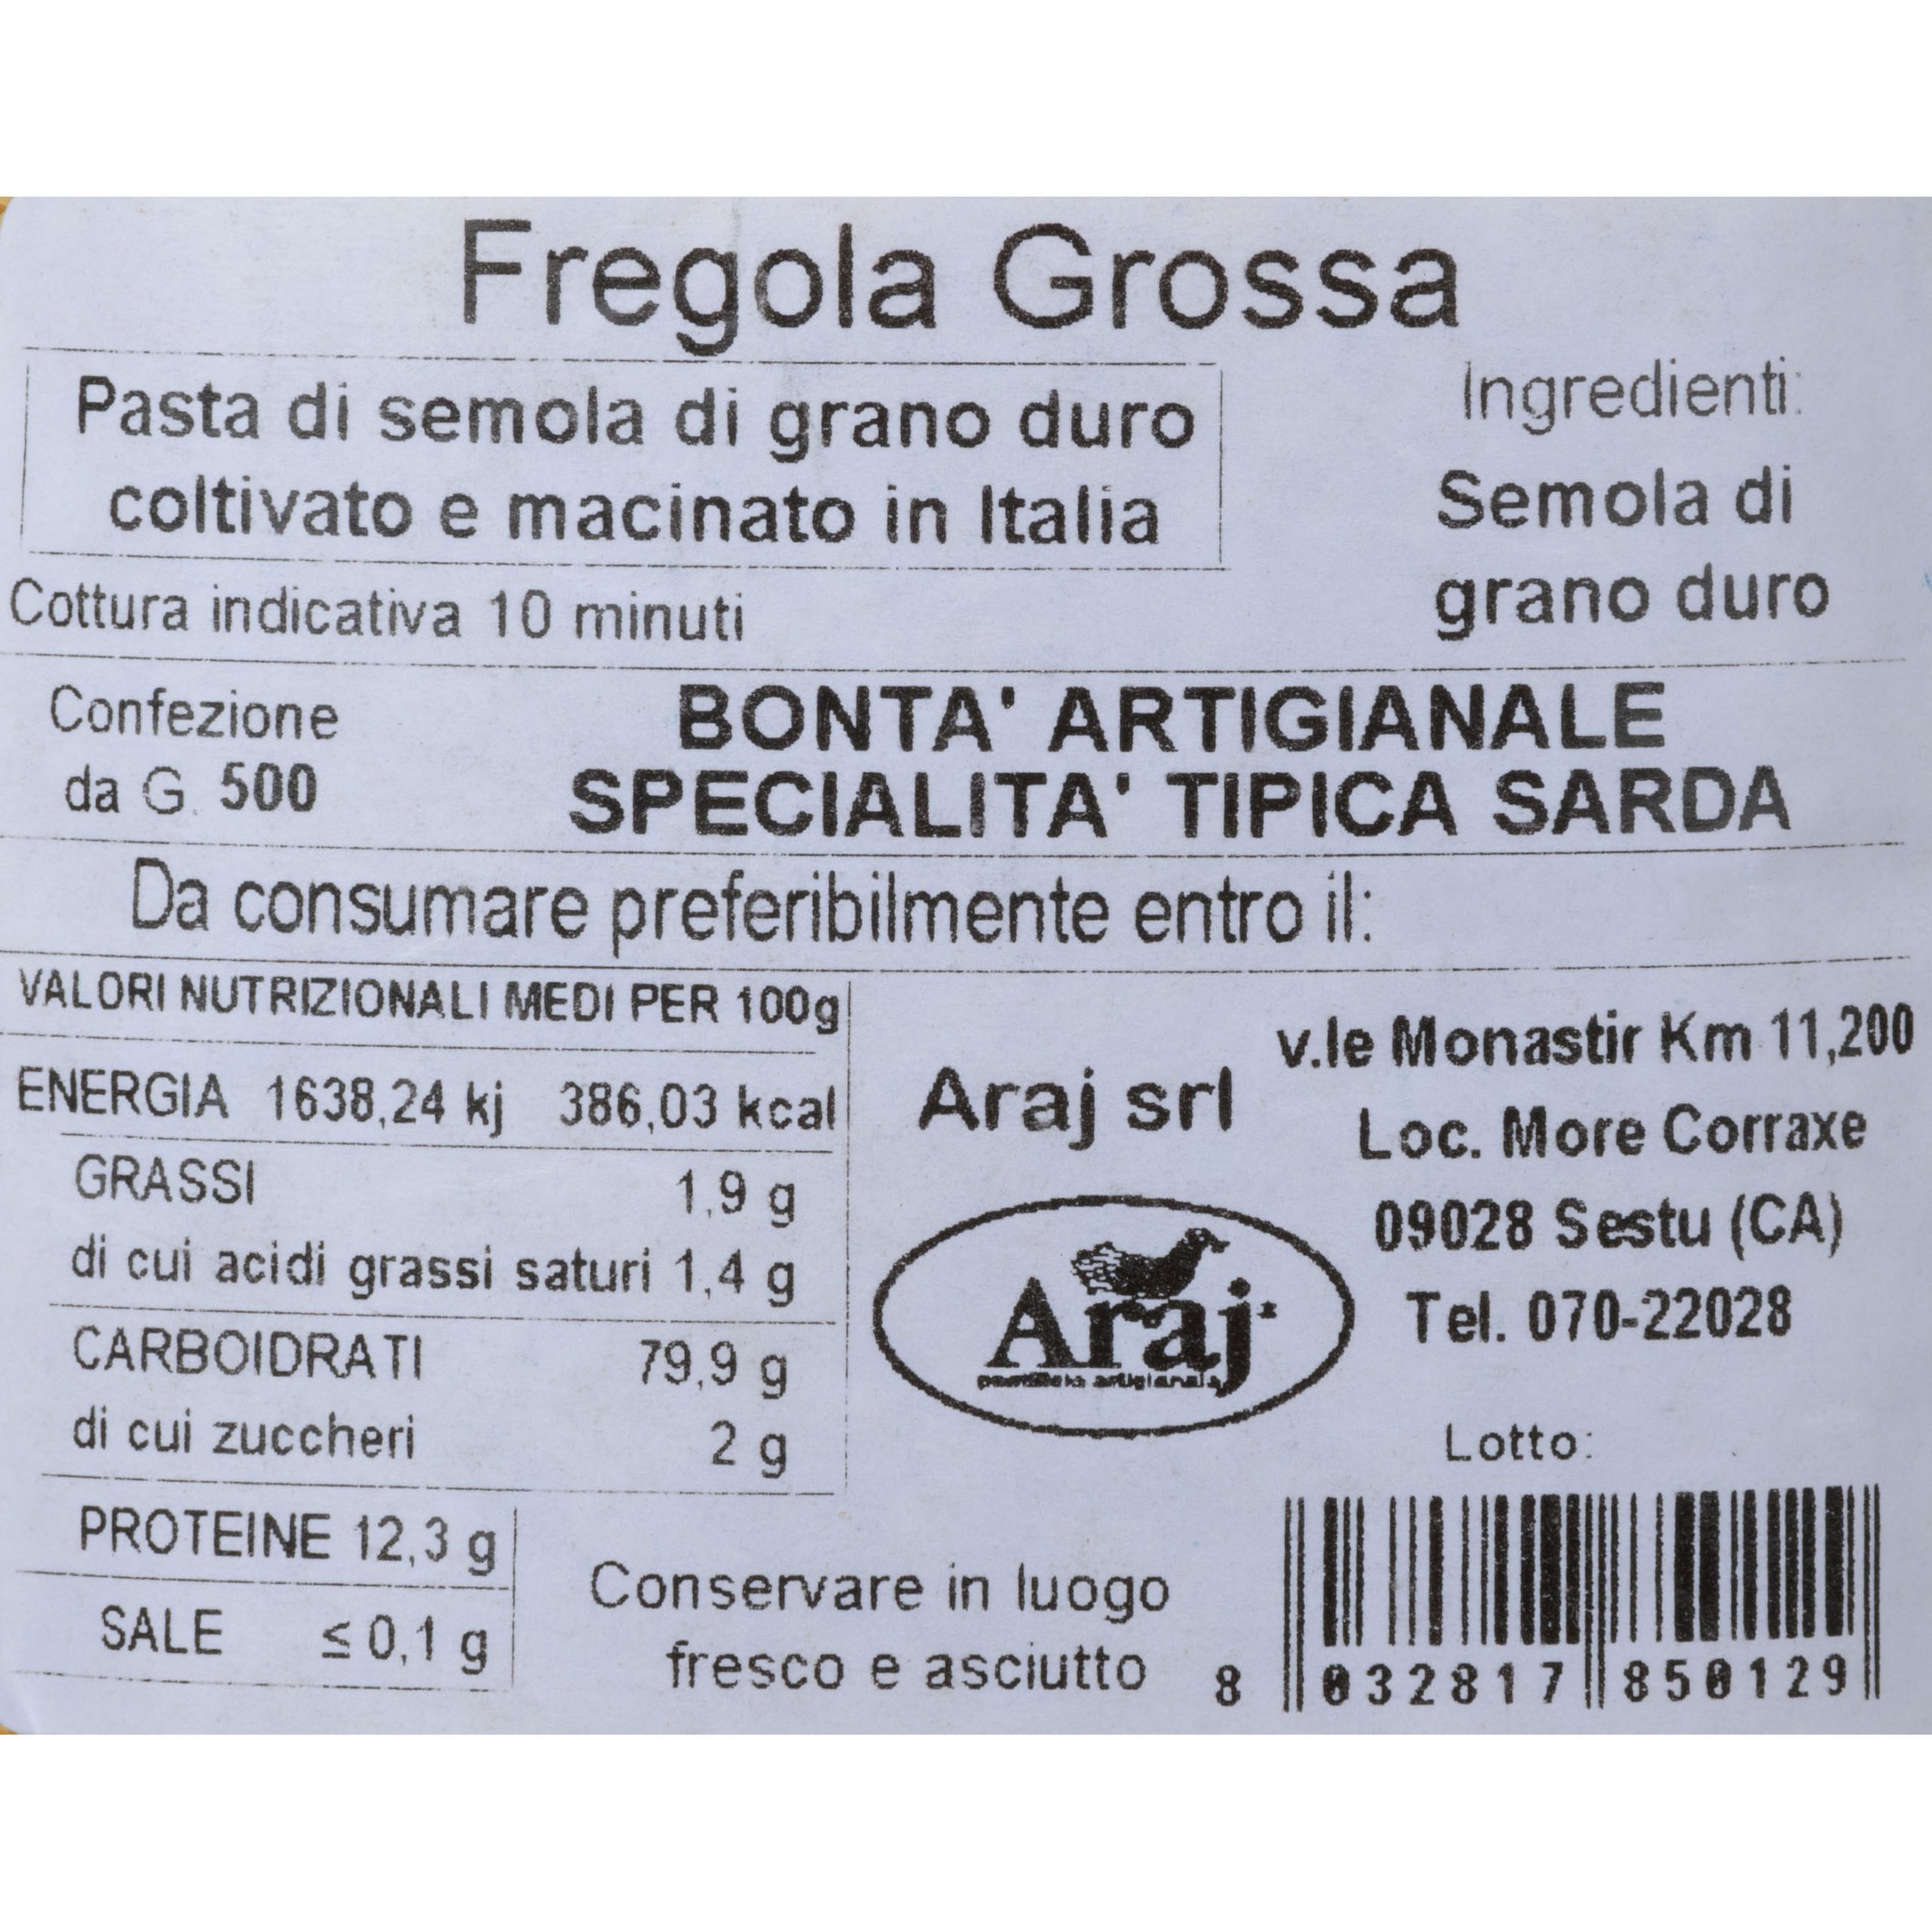 Fregola Grossa
Pasta di semola di grano duro
coltivato e macinato in Italia
Ingredienti:
Semola di
grano duro
Cottura indicativa 10 minuti
Confezione
da G. 500
BONTA' ARTIGIANALE
SPECIALITA' TIPICA SARDA
Da consumare preferibilmente entro il:
VALORI NUTRIZIONALI MEDI PER 100g
ENERGIA 1638,24 kj 386,03 kcal
GRASSI 1,9 g
di cui acidi grassi saturi 1,4 g
CARBOIDRATI 79,9 g
di cui zuccheri 2 g
PROTEINE 12,3 g
SALE ≤ 0,1 g
Araj srl
v.le Monastir Km 11,200
Loc. More Corraxe
09028 Sestu (CA)
Tel. 070-22028
Araj
pastificio artigianale
Lotto:
Conservare in luogo
fresco e asciutto
8 032817 850129